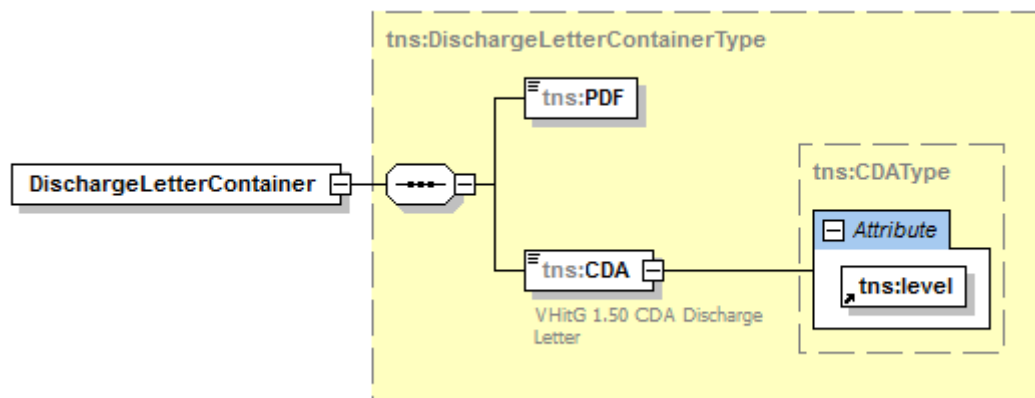 tns:DischargeLetterContainerType
tns:PDF
DischargeLetterContainer
tns:CDAType
Attribute
tns:CDA
tns:level
VHitG 1.50 CDA Discharge
Letter